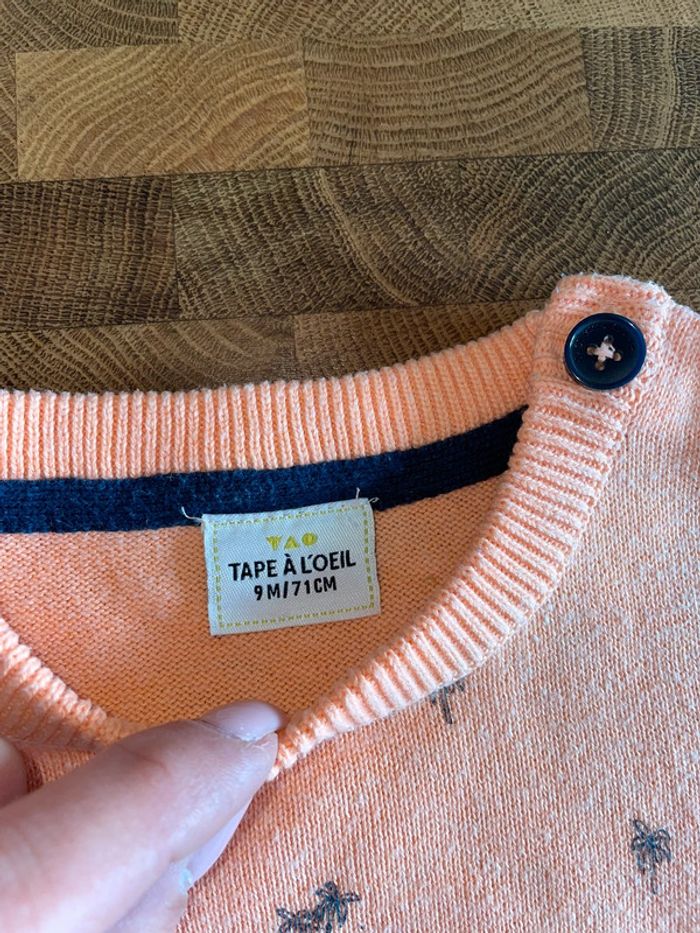 TAO
TAPE À L'OEIL
9M/71CM